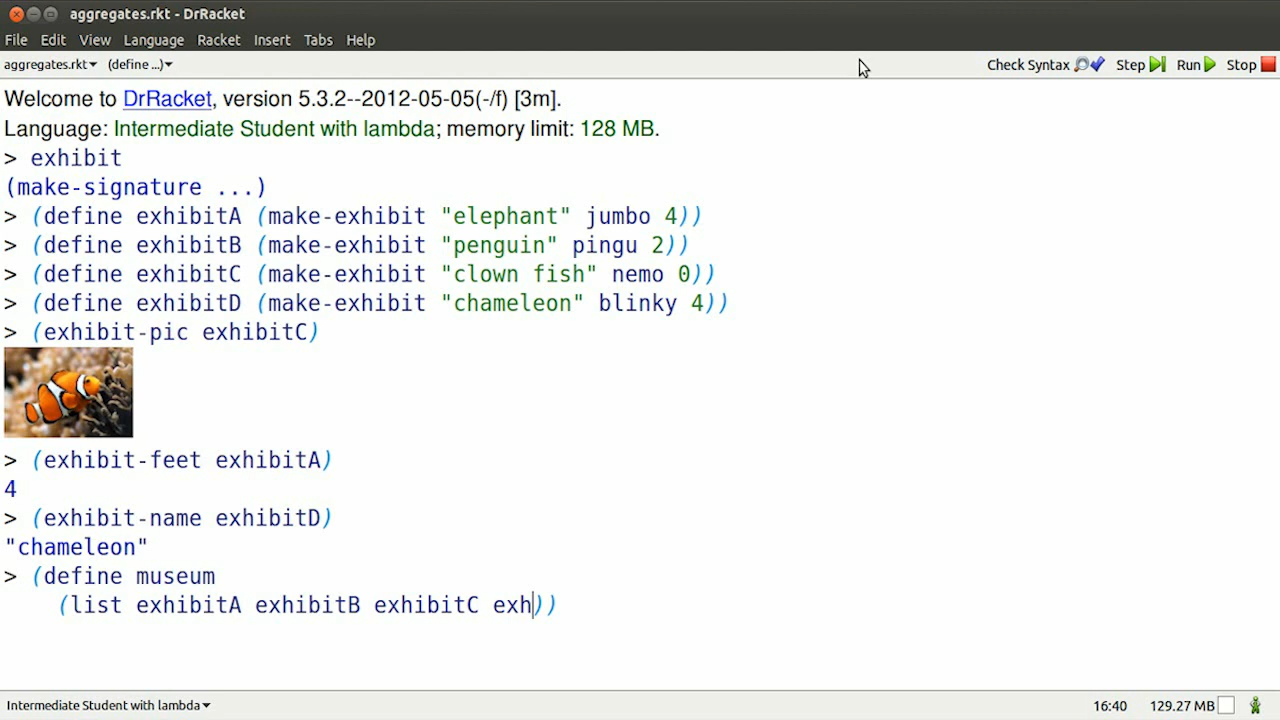 aggregates.rkt - DrRacket
File Edit View Language Racket Insert Tabs Help
aggregates.rkt (define ...) Check Syntax Step Run Stop
Welcome to DrRacket, version 5.3.2--2012-05-05(-/f) [3m].
Language: Intermediate Student with lambda; memory limit: 128 MB.
> exhibit
(make-signature ...)
> (define exhibitA (make-exhibit "elephant" jumbo 4))
> (define exhibitB (make-exhibit "penguin" pingu 2))
> (define exhibitC (make-exhibit "clown fish" nemo 0))
> (define exhibitD (make-exhibit "chameleon" blinky 4))
> (exhibit-pic exhibitC)
> (exhibit-feet exhibitA)
4
> (exhibit-name exhibitD)
"chameleon"
> (define museum
(list exhibitA exhibitB exhibitC exh))
Intermediate Student with lambda 16:40 129.27 MB